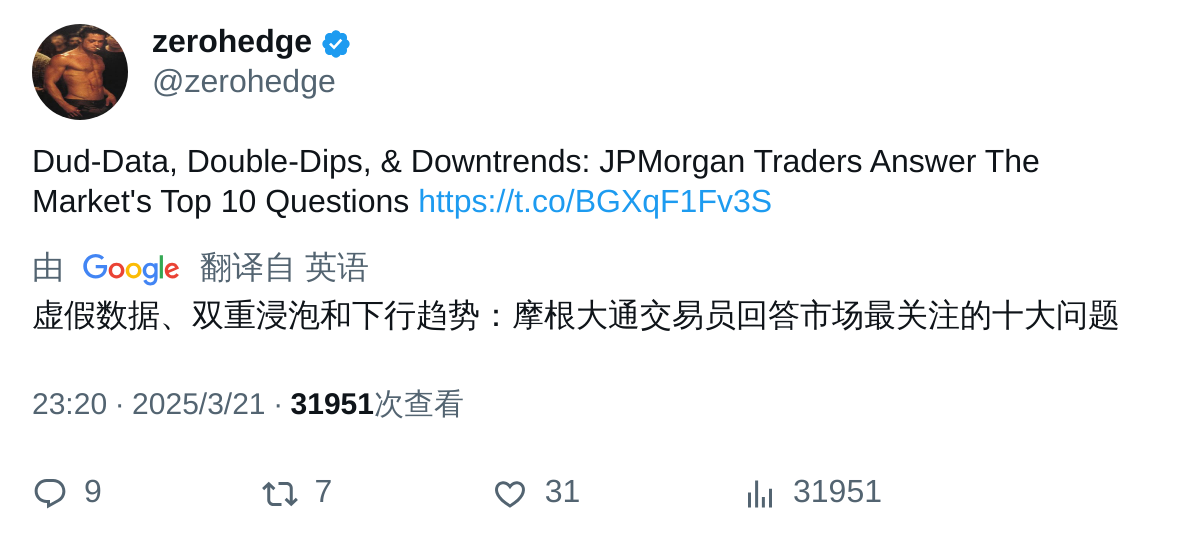 zerohedge
@zerohedge
Dud-Data, Double-Dips, & Downtrends: JPMorgan Traders Answer The
Market's Top 10 Questions https://t.co/BGXqF1Fv3S
由 Google 翻译自 英语
虚假数据、双重浸泡和下行趋势：摩根大通交易员回答市场最关注的十大问题
23:20 · 2025/3/21 · 31951次查看
9 7 31 31951